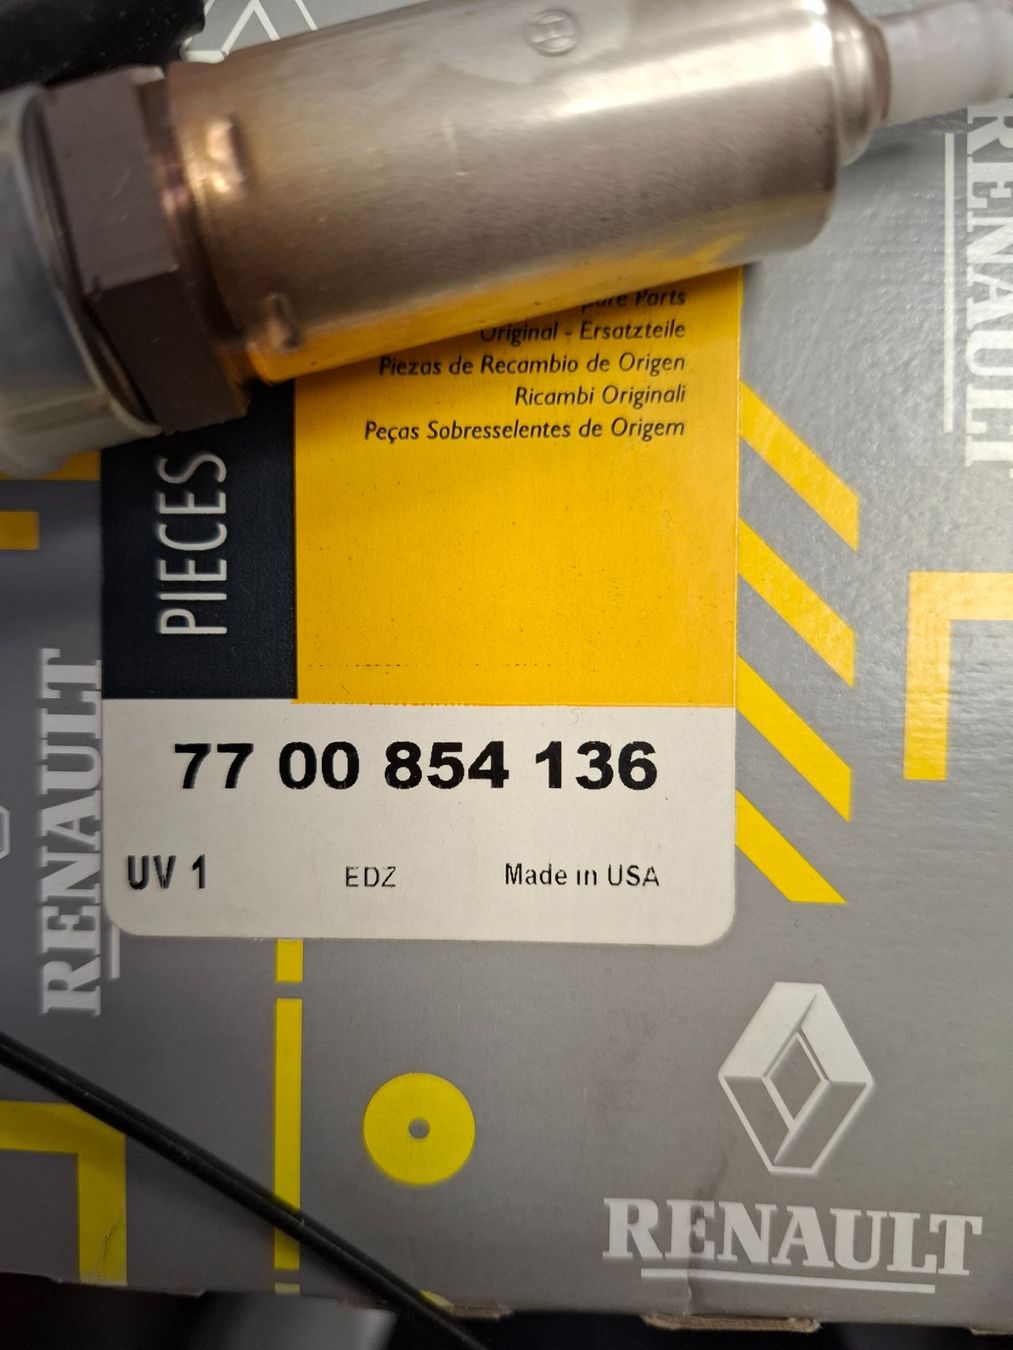 Parts
Original - Ersatzteile
Piezas de Recambio de Origen
Ricambi Originali
Peças Sobresselentes de Origem
PIECES
77 00 854 136
UV 1 EDZ Made in USA
RENAULT
RENAULT
RENAULT